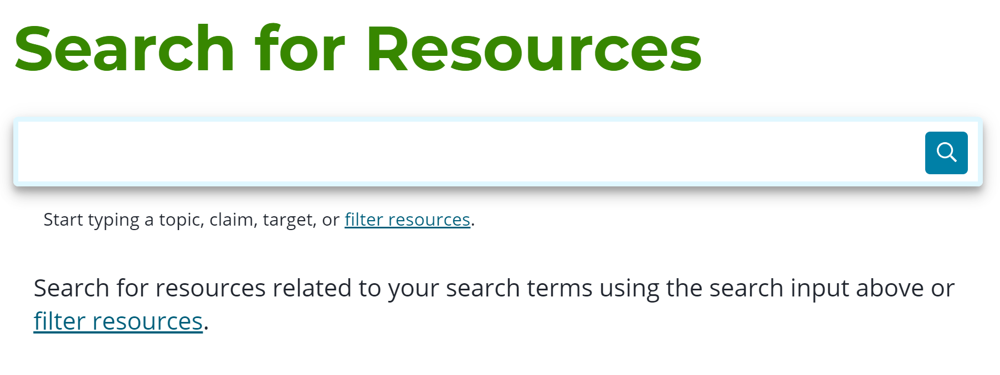 Search for Resources
Start typing a topic, claim, target, or filter resources.
Search for resources related to your search terms using the search input above or
filter resources.